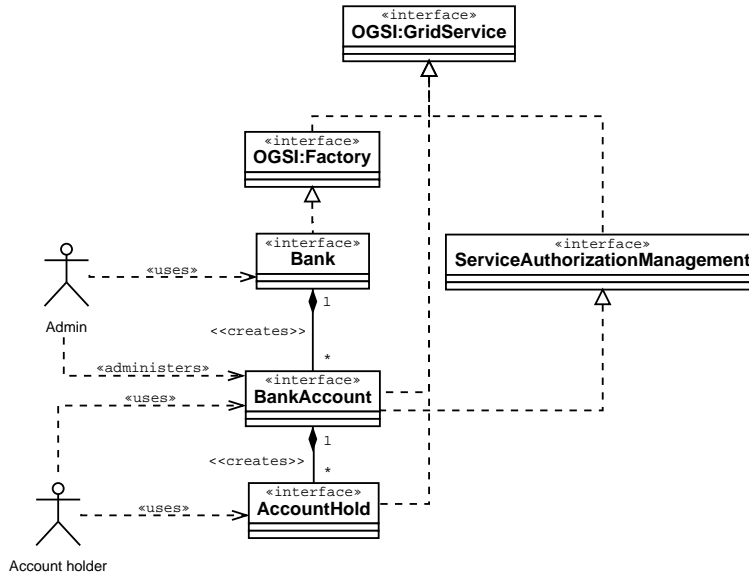 «interface»
OGSI:GridService
«interface»
OGSI:Factory
«interface»
Bank
«interface»
ServiceAuthorizationManagement
«uses»
Admin
1
<<creates>>
*
«administers»
«interface»
BankAccount
«uses»
1
<<creates>>
*
«interface»
AccountHold
«uses»
Account holder